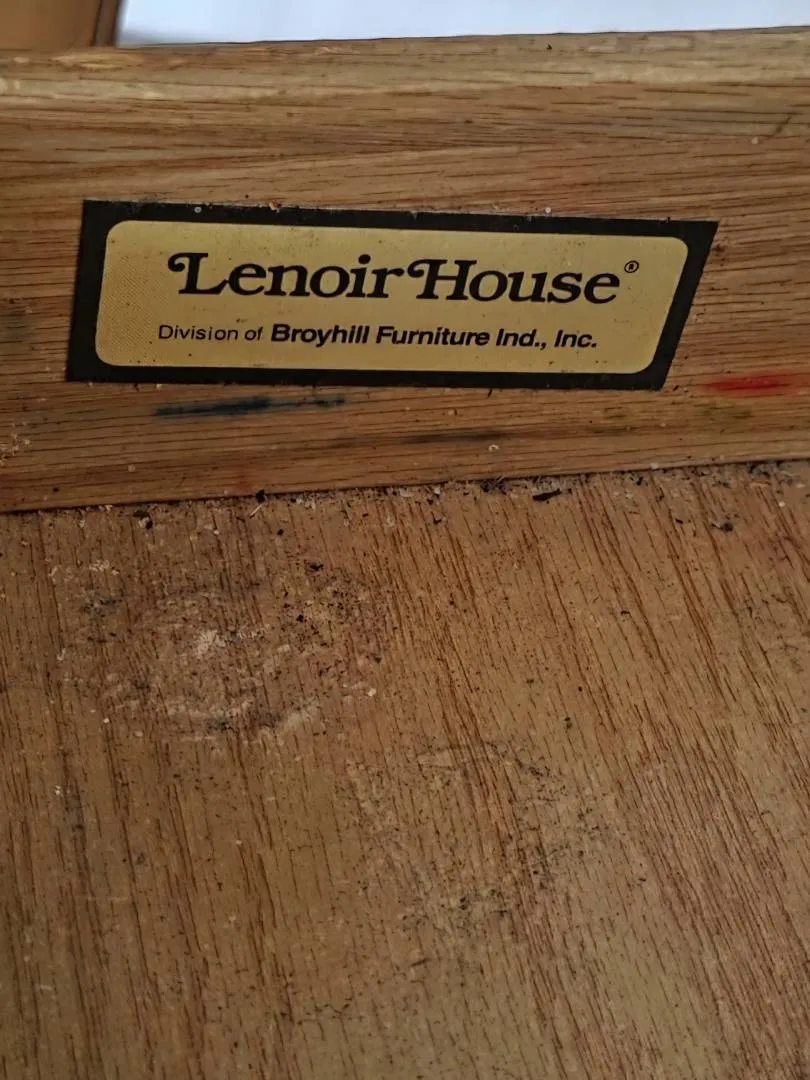 Lenoir House®
Division of Broyhill Furniture Ind., Inc.